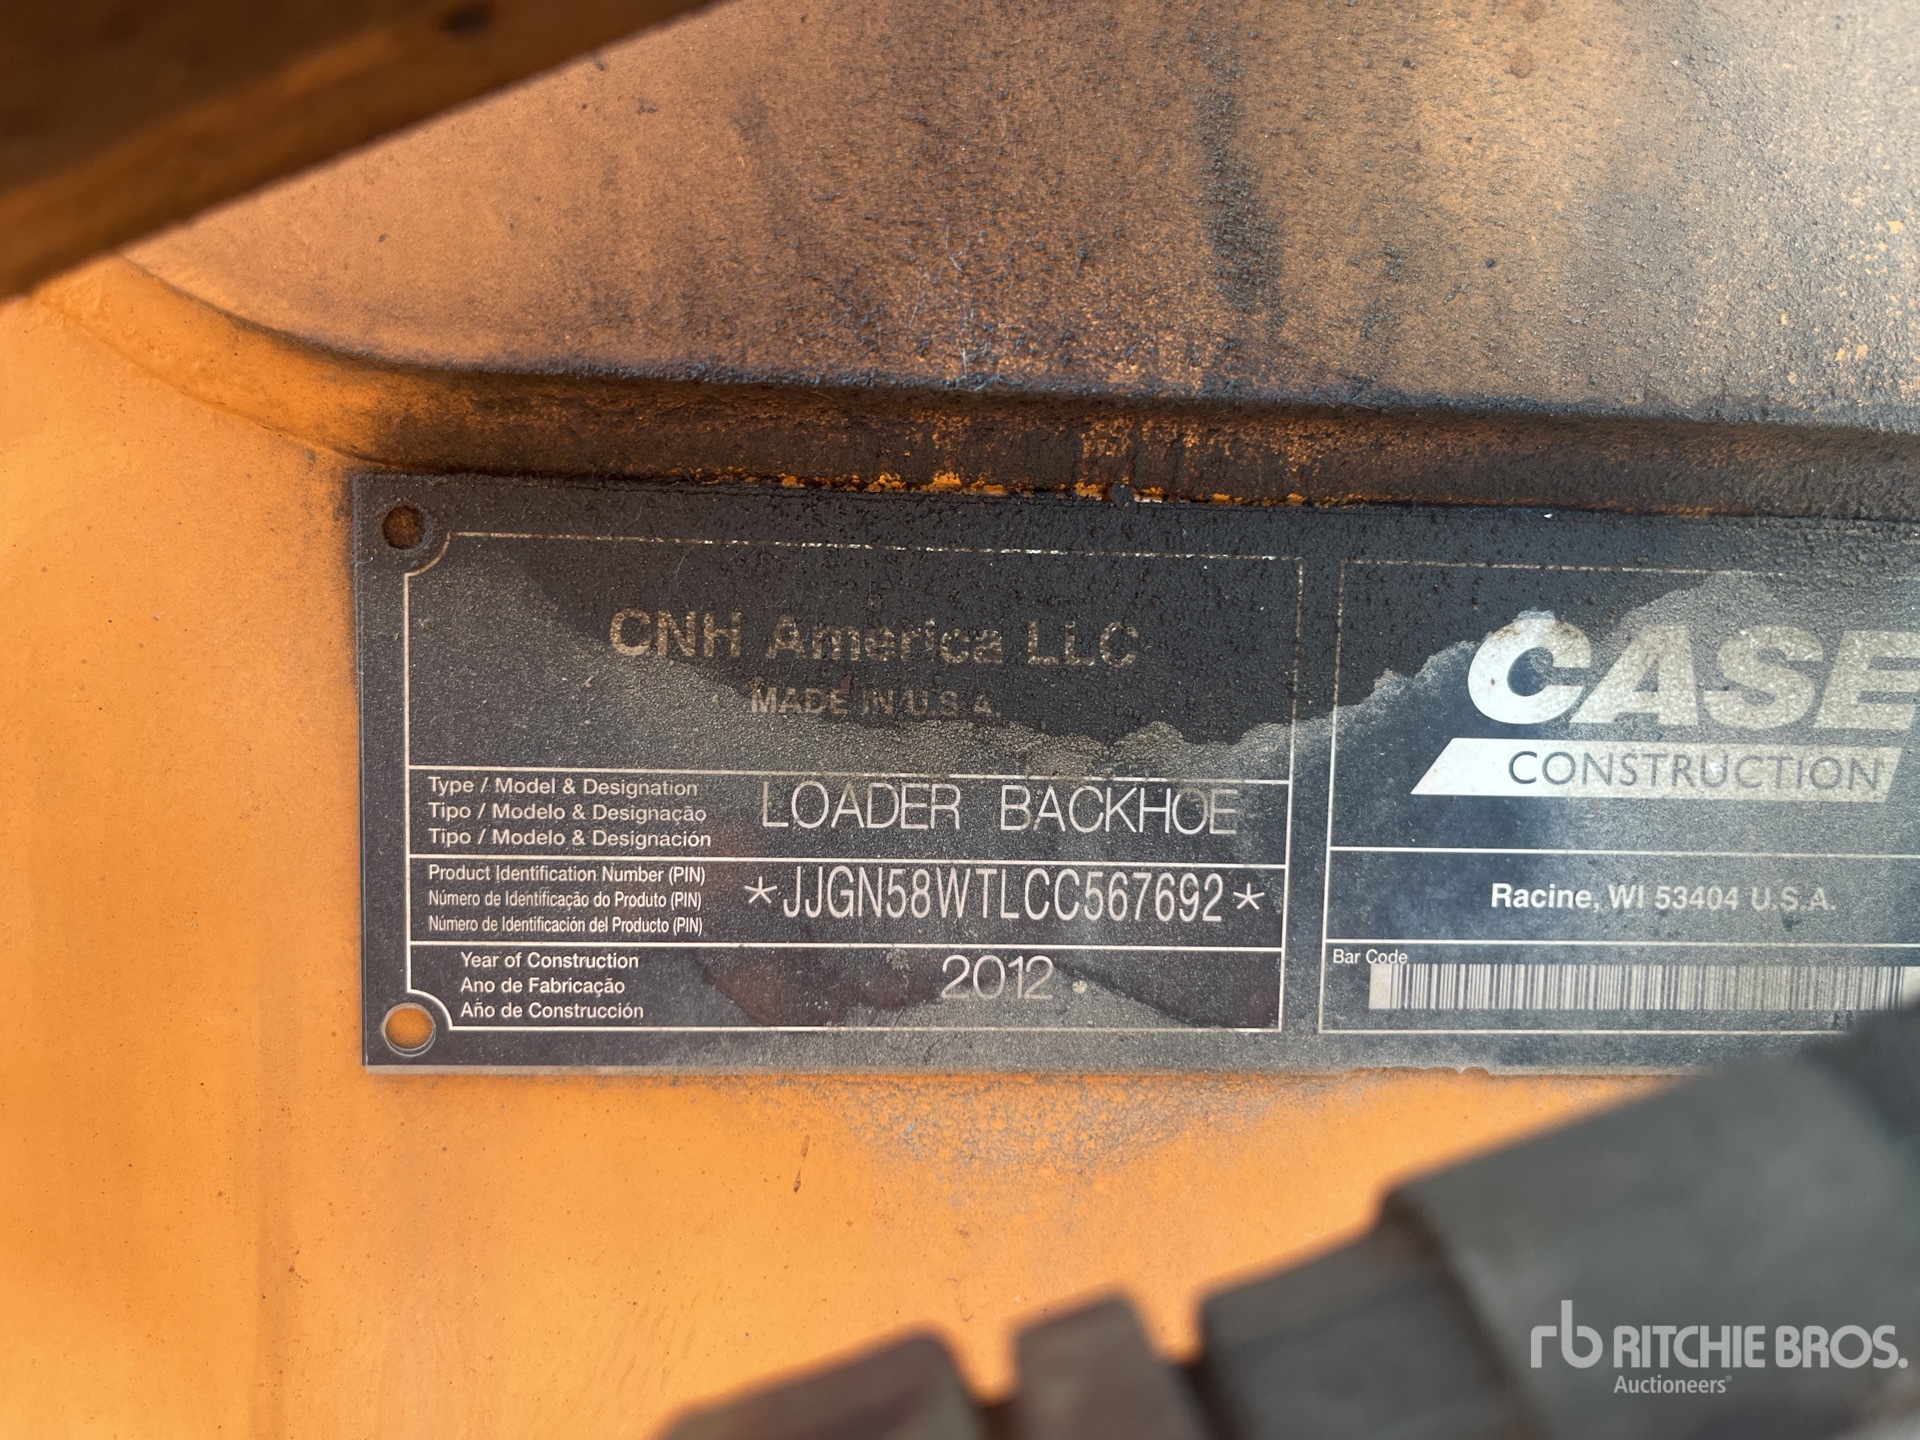 CNH America LLC
MADE IN U.S.A.
Type / Model & Designation
Tipo / Modelo & Designação
Tipo / Modelo & Designación
LOADER BACKHOE
Product Identification Number (PIN)
Número de Identificação do Produto (PIN)
Número de Identificación del Producto (PIN)
*JJGN58WTLCC567692*
Year of Construction
Ano de Fabricação
Año de Construcción
2012
CASE
CONSTRUCTION
Racine, WI 53404 U.S.A.
Bar Code
rb RITCHIE BROS.
Auctioneers